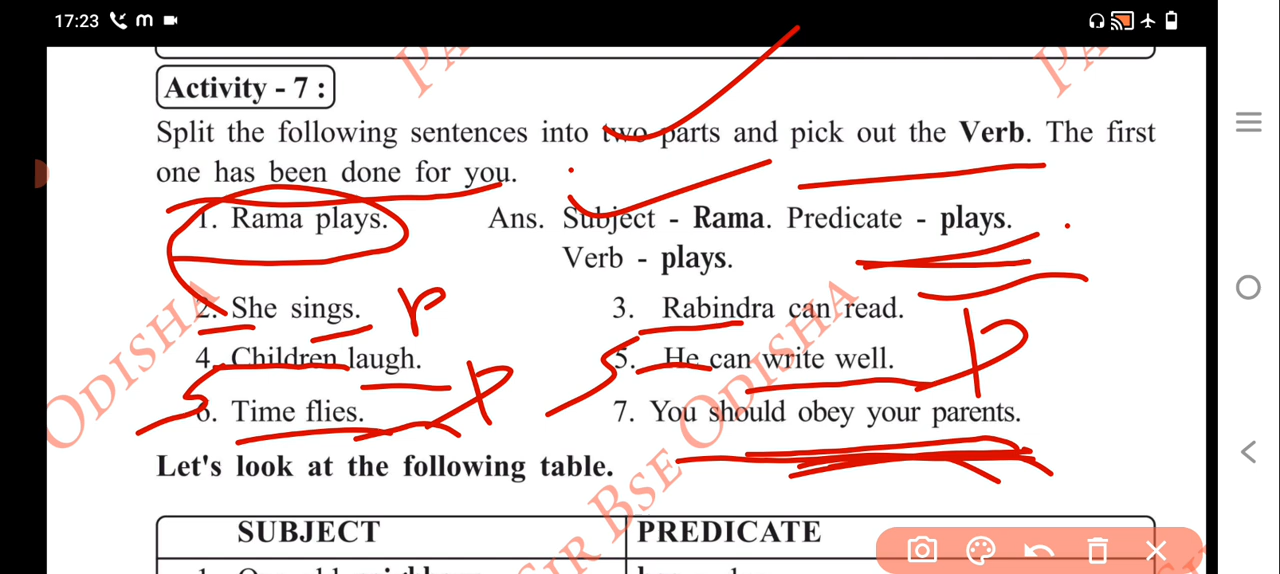 17:23 m
Activity - 7 :
Split the following sentences into two parts and pick out the Verb. The first
one has been done for you.
1. Rama plays. Ans. Subject - Rama. Predicate - plays.
Verb - plays.
2. She sings. 3. Rabindra can read.
4. Children laugh. 5. He can write well.
6. Time flies. 7. You should obey your parents.
Let's look at the following table.
SUBJECT PREDICATE
ODISHA
SIR BSE ODISHA